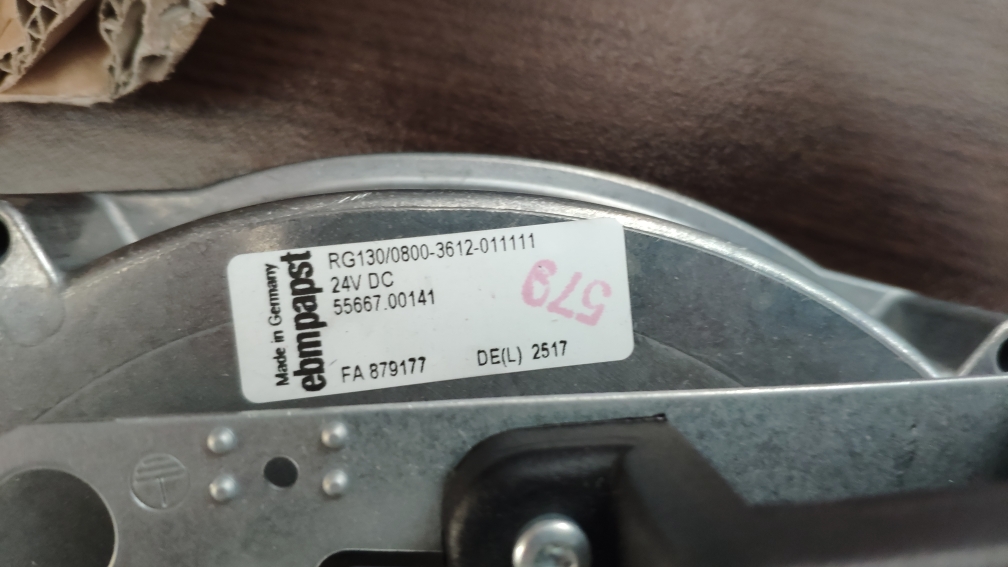 Made in Germany
ebmpapst
RG130/0800-3612-011111
24V DC
55667.00141
579
FA 879177 DE(L) 2517